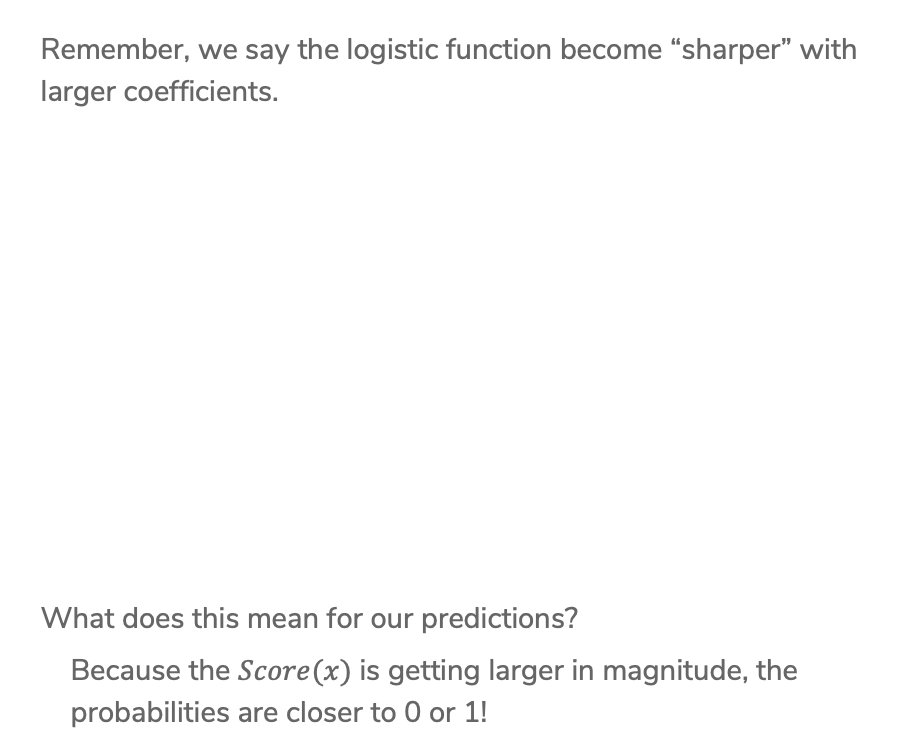 Remember, we say the logistic function become “sharper” with
larger coefficients.
What does this mean for our predictions?
Because the 𝑆𝑐𝑜𝑟𝑒(𝑥) is getting larger in magnitude, the
probabilities are closer to 0 or 1!